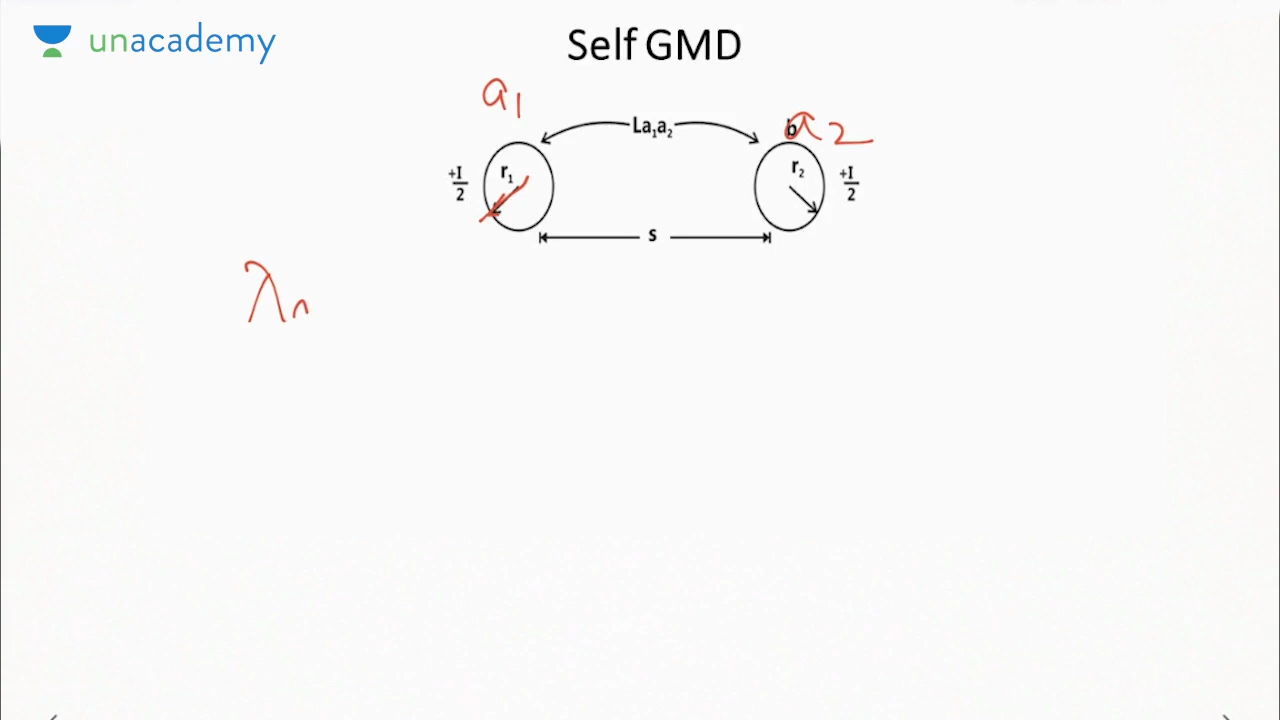 unacademy
Self GMD
a1
La₁a₂
b
a2
+I/2
r₁
r₂
+I/2
s
λn